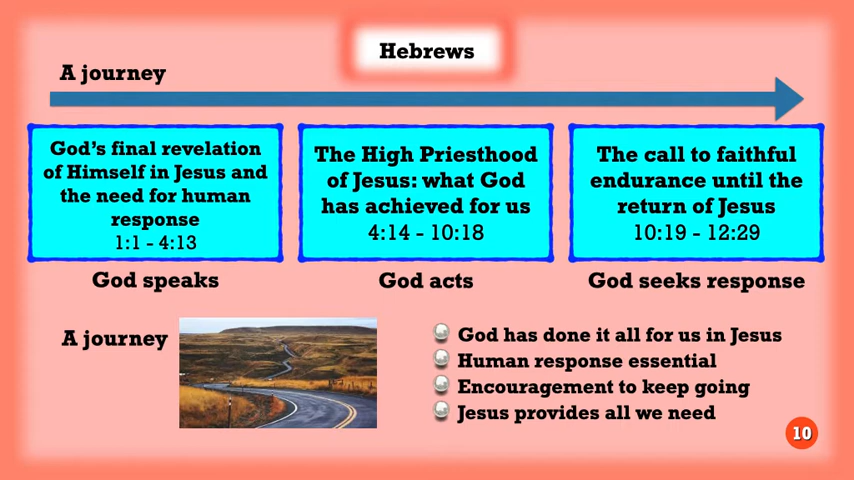 Hebrews
A journey
God’s final revelation
of Himself in Jesus and
the need for human
response
1:1 - 4:13
The High Priesthood
of Jesus: what God
has achieved for us
4:14 - 10:18
The call to faithful
endurance until the
return of Jesus
10:19 - 12:29
God speaks
God acts
God seeks response
A journey
God has done it all for us in Jesus
Human response essential
Encouragement to keep going
Jesus provides all we need
10